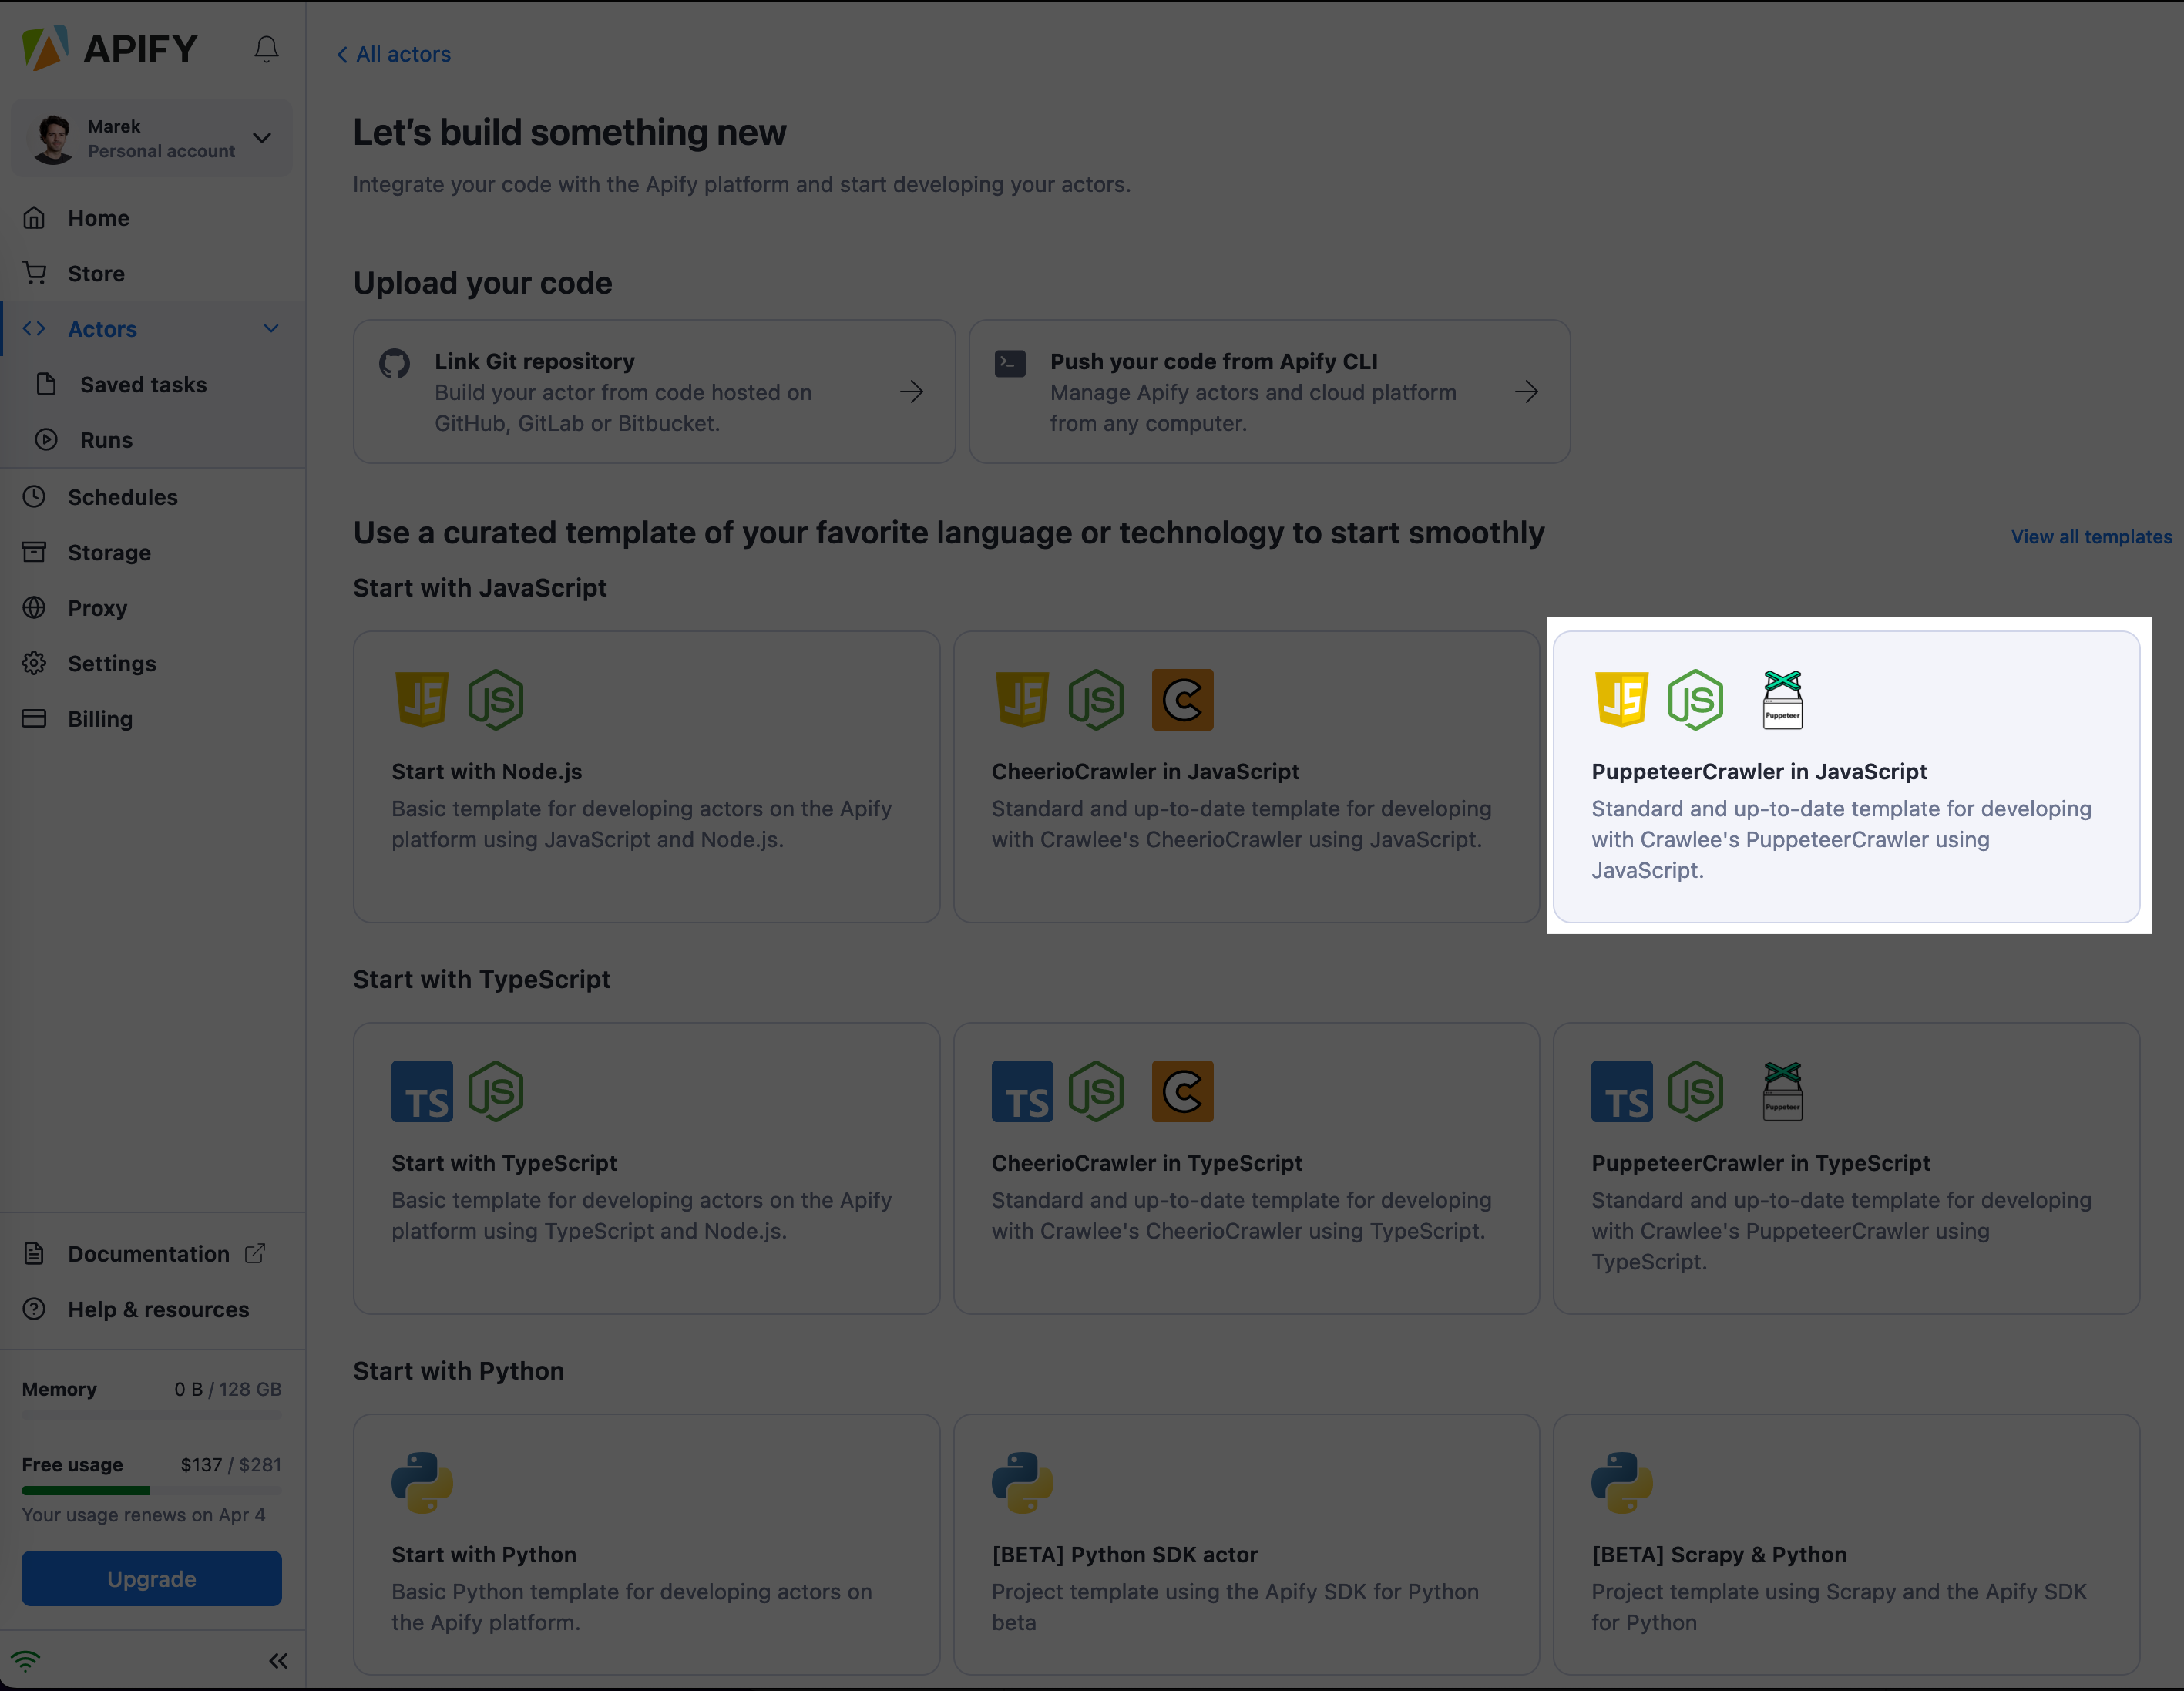 APIFY
Marek
Personal account
Home
Store
Actors
Saved tasks
Runs
Schedules
Storage
Proxy
Settings
Billing
Documentation
Help & resources
Memory 0 B / 128 GB
Free usage $137 / $281
Your usage renews on Apr 4
Upgrade
All actors
Let’s build something new
Integrate your code with the Apify platform and start developing your actors.
Upload your code
Link Git repository
Build your actor from code hosted on
GitHub, GitLab or Bitbucket.
Push your code from Apify CLI
Manage Apify actors and cloud platform
from any computer.
Use a curated template of your favorite language or technology to start smoothly
View all templates
Start with JavaScript
JS JS
Start with Node.js
Basic template for developing actors on the Apify
platform using JavaScript and Node.js.
JS JS C
CheerioCrawler in JavaScript
Standard and up-to-date template for developing
with Crawlee's CheerioCrawler using JavaScript.
JS JS Puppeteer
PuppeteerCrawler in JavaScript
Standard and up-to-date template for developing
with Crawlee's PuppeteerCrawler using
JavaScript.
Start with TypeScript
TS JS
Start with TypeScript
Basic template for developing actors on the Apify
platform using TypeScript and Node.js.
TS JS C
CheerioCrawler in TypeScript
Standard and up-to-date template for developing
with Crawlee's CheerioCrawler using TypeScript.
TS JS Puppeteer
PuppeteerCrawler in TypeScript
Standard and up-to-date template for developing
with Crawlee's PuppeteerCrawler using
TypeScript.
Start with Python
Start with Python
Basic Python template for developing actors on
the Apify platform.
[BETA] Python SDK actor
Project template using the Apify SDK for Python
beta
[BETA] Scrapy & Python
Project template using Scrapy and the Apify SDK
for Python